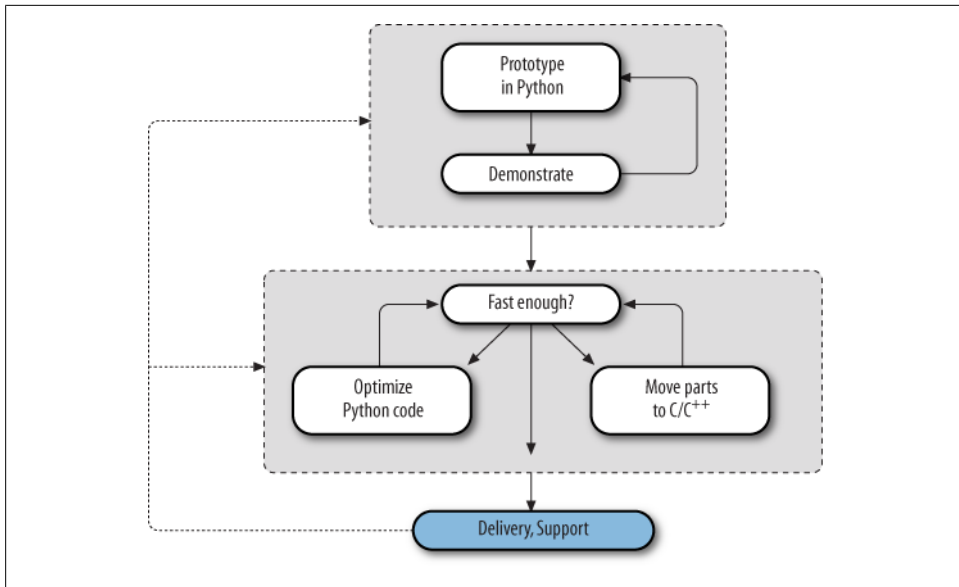 Prototype
in Python
Demonstrate
Fast enough?
Optimize
Python code
Move parts
to C/C++
Delivery, Support